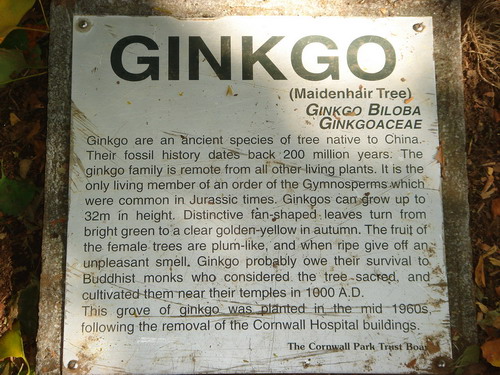 GINKGO
(Maidenhair Tree)
GINKGO BILOBA
GINKGOACEAE
Ginkgo are an ancient species of tree native to China.
Their fossil history dates back 200 million years. The
ginkgo family is remote from all other living plants. It is the
only living member of an order of the Gymnosperms which
were common in Jurassic times. Ginkgos can grow up to
32m in height. Distinctive fan-shaped leaves turn from
bright green to a clear golden-yellow in autumn. The fruit of
the female trees are plum-like, and when ripe give off an
unpleasant smell. Ginkgo probably owe their survival to
Buddhist monks who considered the tree sacred, and
cultivated them near their temples in 1000 A.D.
This grove of ginkgo was planted in the mid 1960s,
following the removal of the Cornwall Hospital buildings.
The Cornwall Park Trust Board